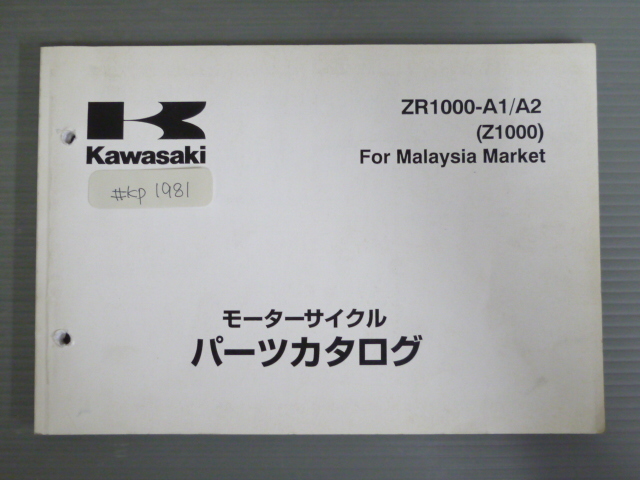 Kawasaki
#kp 1981
ZR1000-A1/A2
(Z1000)
For Malaysia Market
モーターサイクル
パーツカタログ